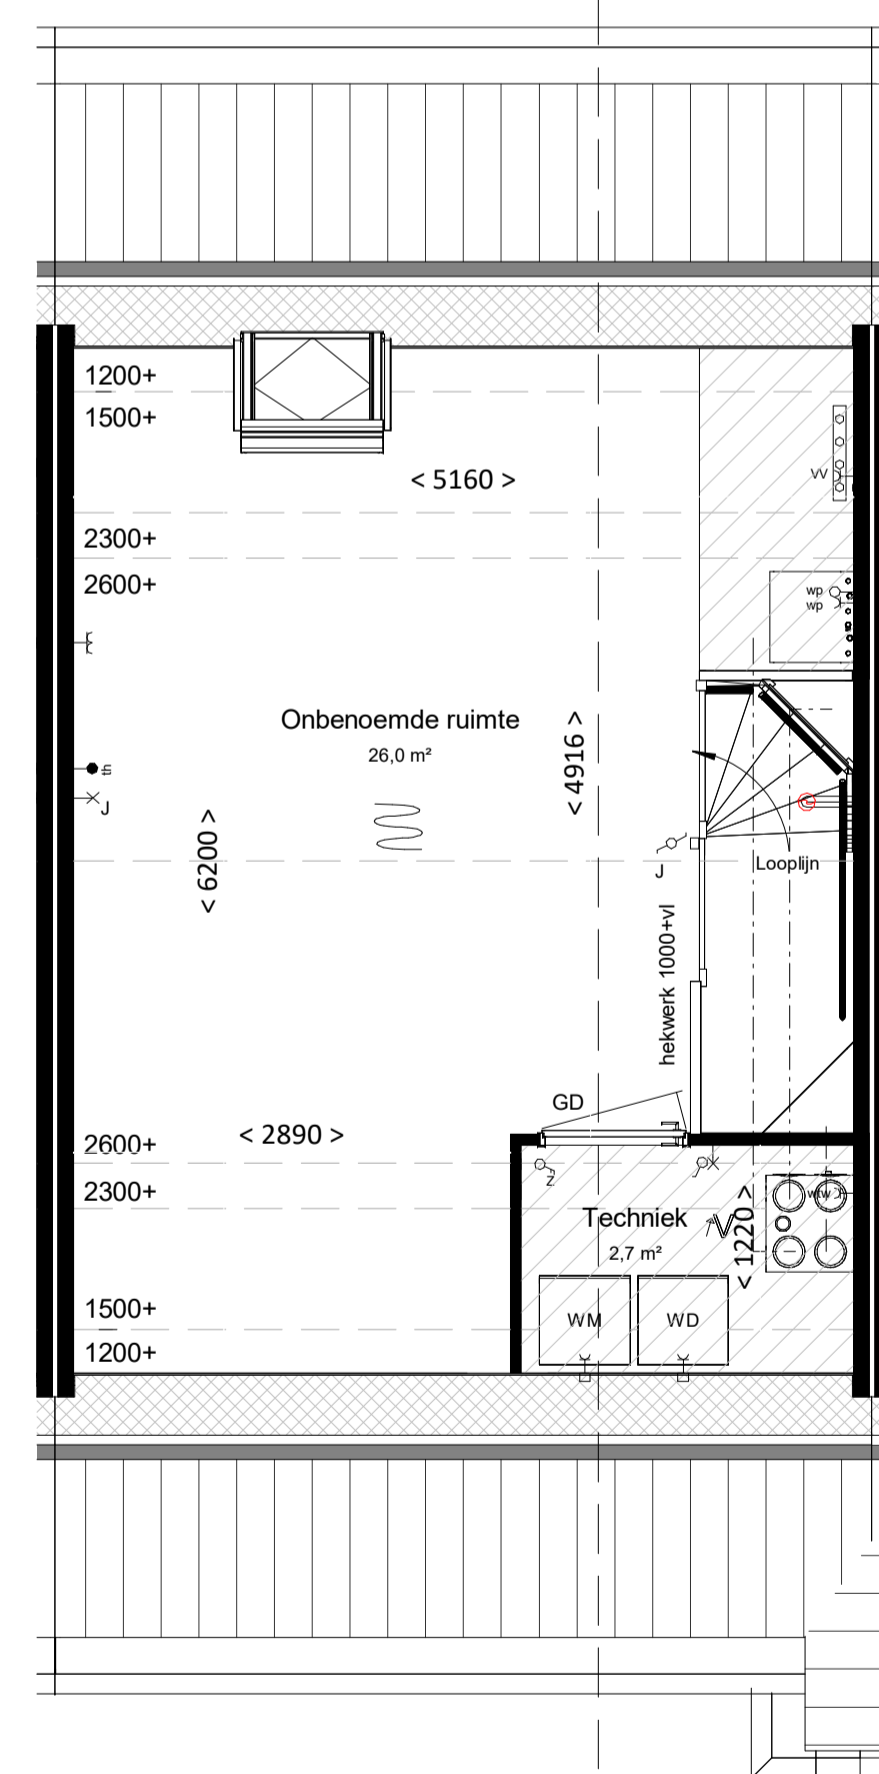 1200+
1500+
< 5160 >
VV
2300+
2600+
wp
wp
Onbenoemde ruimte
26,0 m²
< 4916 >
th
J
< 6200 >
Looplijn
J
hekwerk 1000+vl
GD
< 2890 >
2600+
z
2300+
wtw
Techniek
2,7 m²
< 1220 >
1500+
WM
WD
1200+